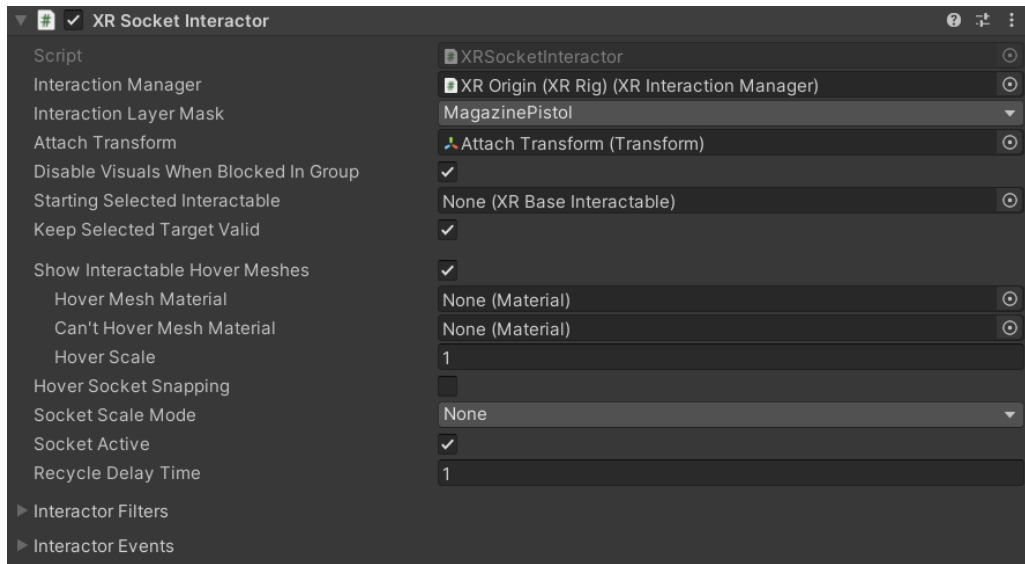 XR Socket Interactor
Script XRSocketInteractor
Interaction Manager XR Origin (XR Rig) (XR Interaction Manager)
Interaction Layer Mask MagazinePistol
Attach Transform Attach Transform (Transform)
Disable Visuals When Blocked In Group
Starting Selected Interactable None (XR Base Interactable)
Keep Selected Target Valid
Show Interactable Hover Meshes
Hover Mesh Material None (Material)
Can't Hover Mesh Material None (Material)
Hover Scale 1
Hover Socket Snapping
Socket Scale Mode None
Socket Active
Recycle Delay Time 1
Interactor Filters
Interactor Events